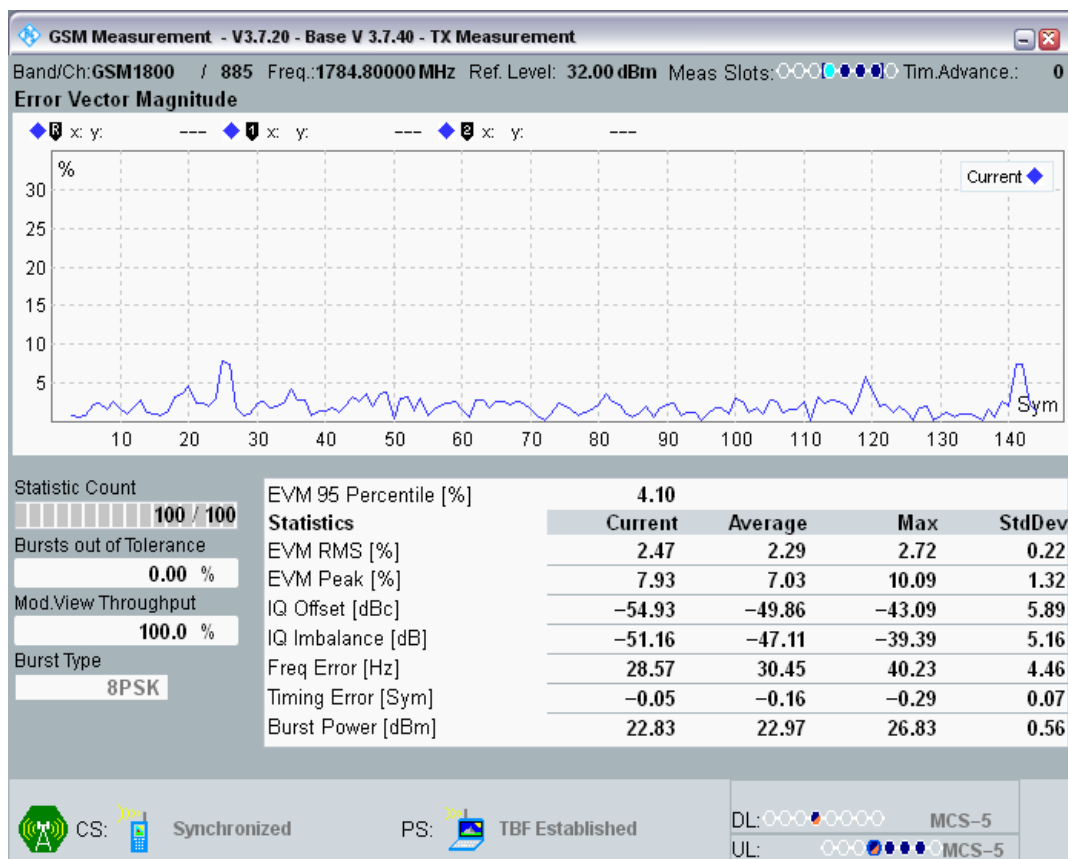 GSM Measurement - V3.7.20 - Base V 3.7.40 - TX Measurement
Band/Ch:GSM1800 / 885 Freq.:1784.80000 MHz Ref. Level: 32.00 dBm Meas Slots: Tim.Advance.: 0
Error Vector Magnitude
R x: y: --- 1 x: y: --- 2 x: y: ---
%
Current
30
25
20
15
10
5
Sym
10 20 30 40 50 60 70 80 90 100 110 120 130 140
Statistic Count
100 / 100
Bursts out of Tolerance
0.00 %
Mod.View Throughput
100.0 %
Burst Type
8PSK
EVM 95 Percentile [%] 4.10
Statistics Current Average Max StdDev
EVM RMS [%] 2.47 2.29 2.72 0.22
EVM Peak [%] 7.93 7.03 10.09 1.32
IQ Offset [dBc] −54.93 −49.86 −43.09 5.89
IQ Imbalance [dB] −51.16 −47.11 −39.39 5.16
Freq Error [Hz] 28.57 30.45 40.23 4.46
Timing Error [Sym] −0.05 −0.16 −0.29 0.07
Burst Power [dBm] 22.83 22.97 26.83 0.56
CS: Synchronized PS: TBF Established
DL: MCS−5
UL: MCS−5